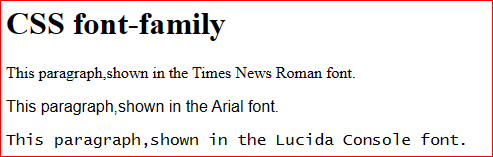 CSS font-family
This paragraph,shown in the Times News Roman font.
This paragraph,shown in the Arial font.
This paragraph,shown in the Lucida Console font.